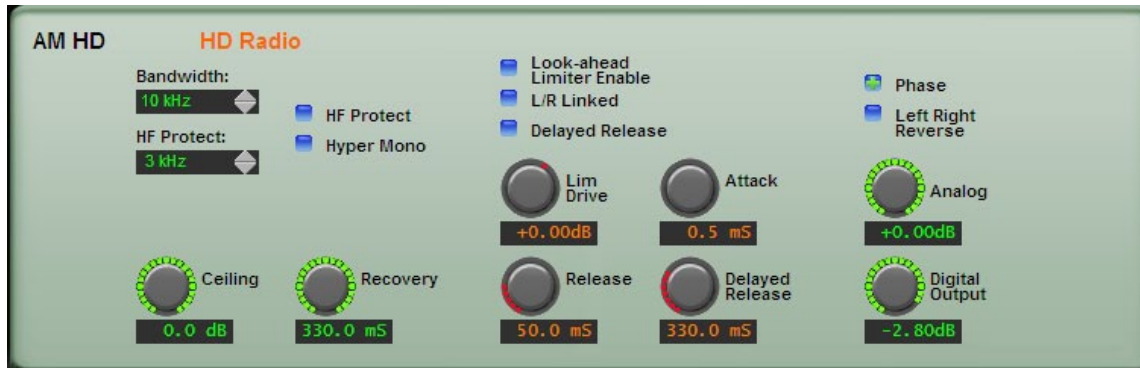 AM HD
HD Radio
Bandwidth:
10 kHz
HF Protect:
3 kHz
HF Protect
Hyper Mono
Look-ahead
Limiter Enable
L/R Linked
Delayed Release
Phase
Left Right
Reverse
Lim
Drive
+0.00dB
Attack
0.5 mS
Analog
+0.00dB
Ceiling
0.0 dB
Recovery
330.0 mS
Release
50.0 mS
Delayed
Release
330.0 mS
Digital
Output
-2.80dB